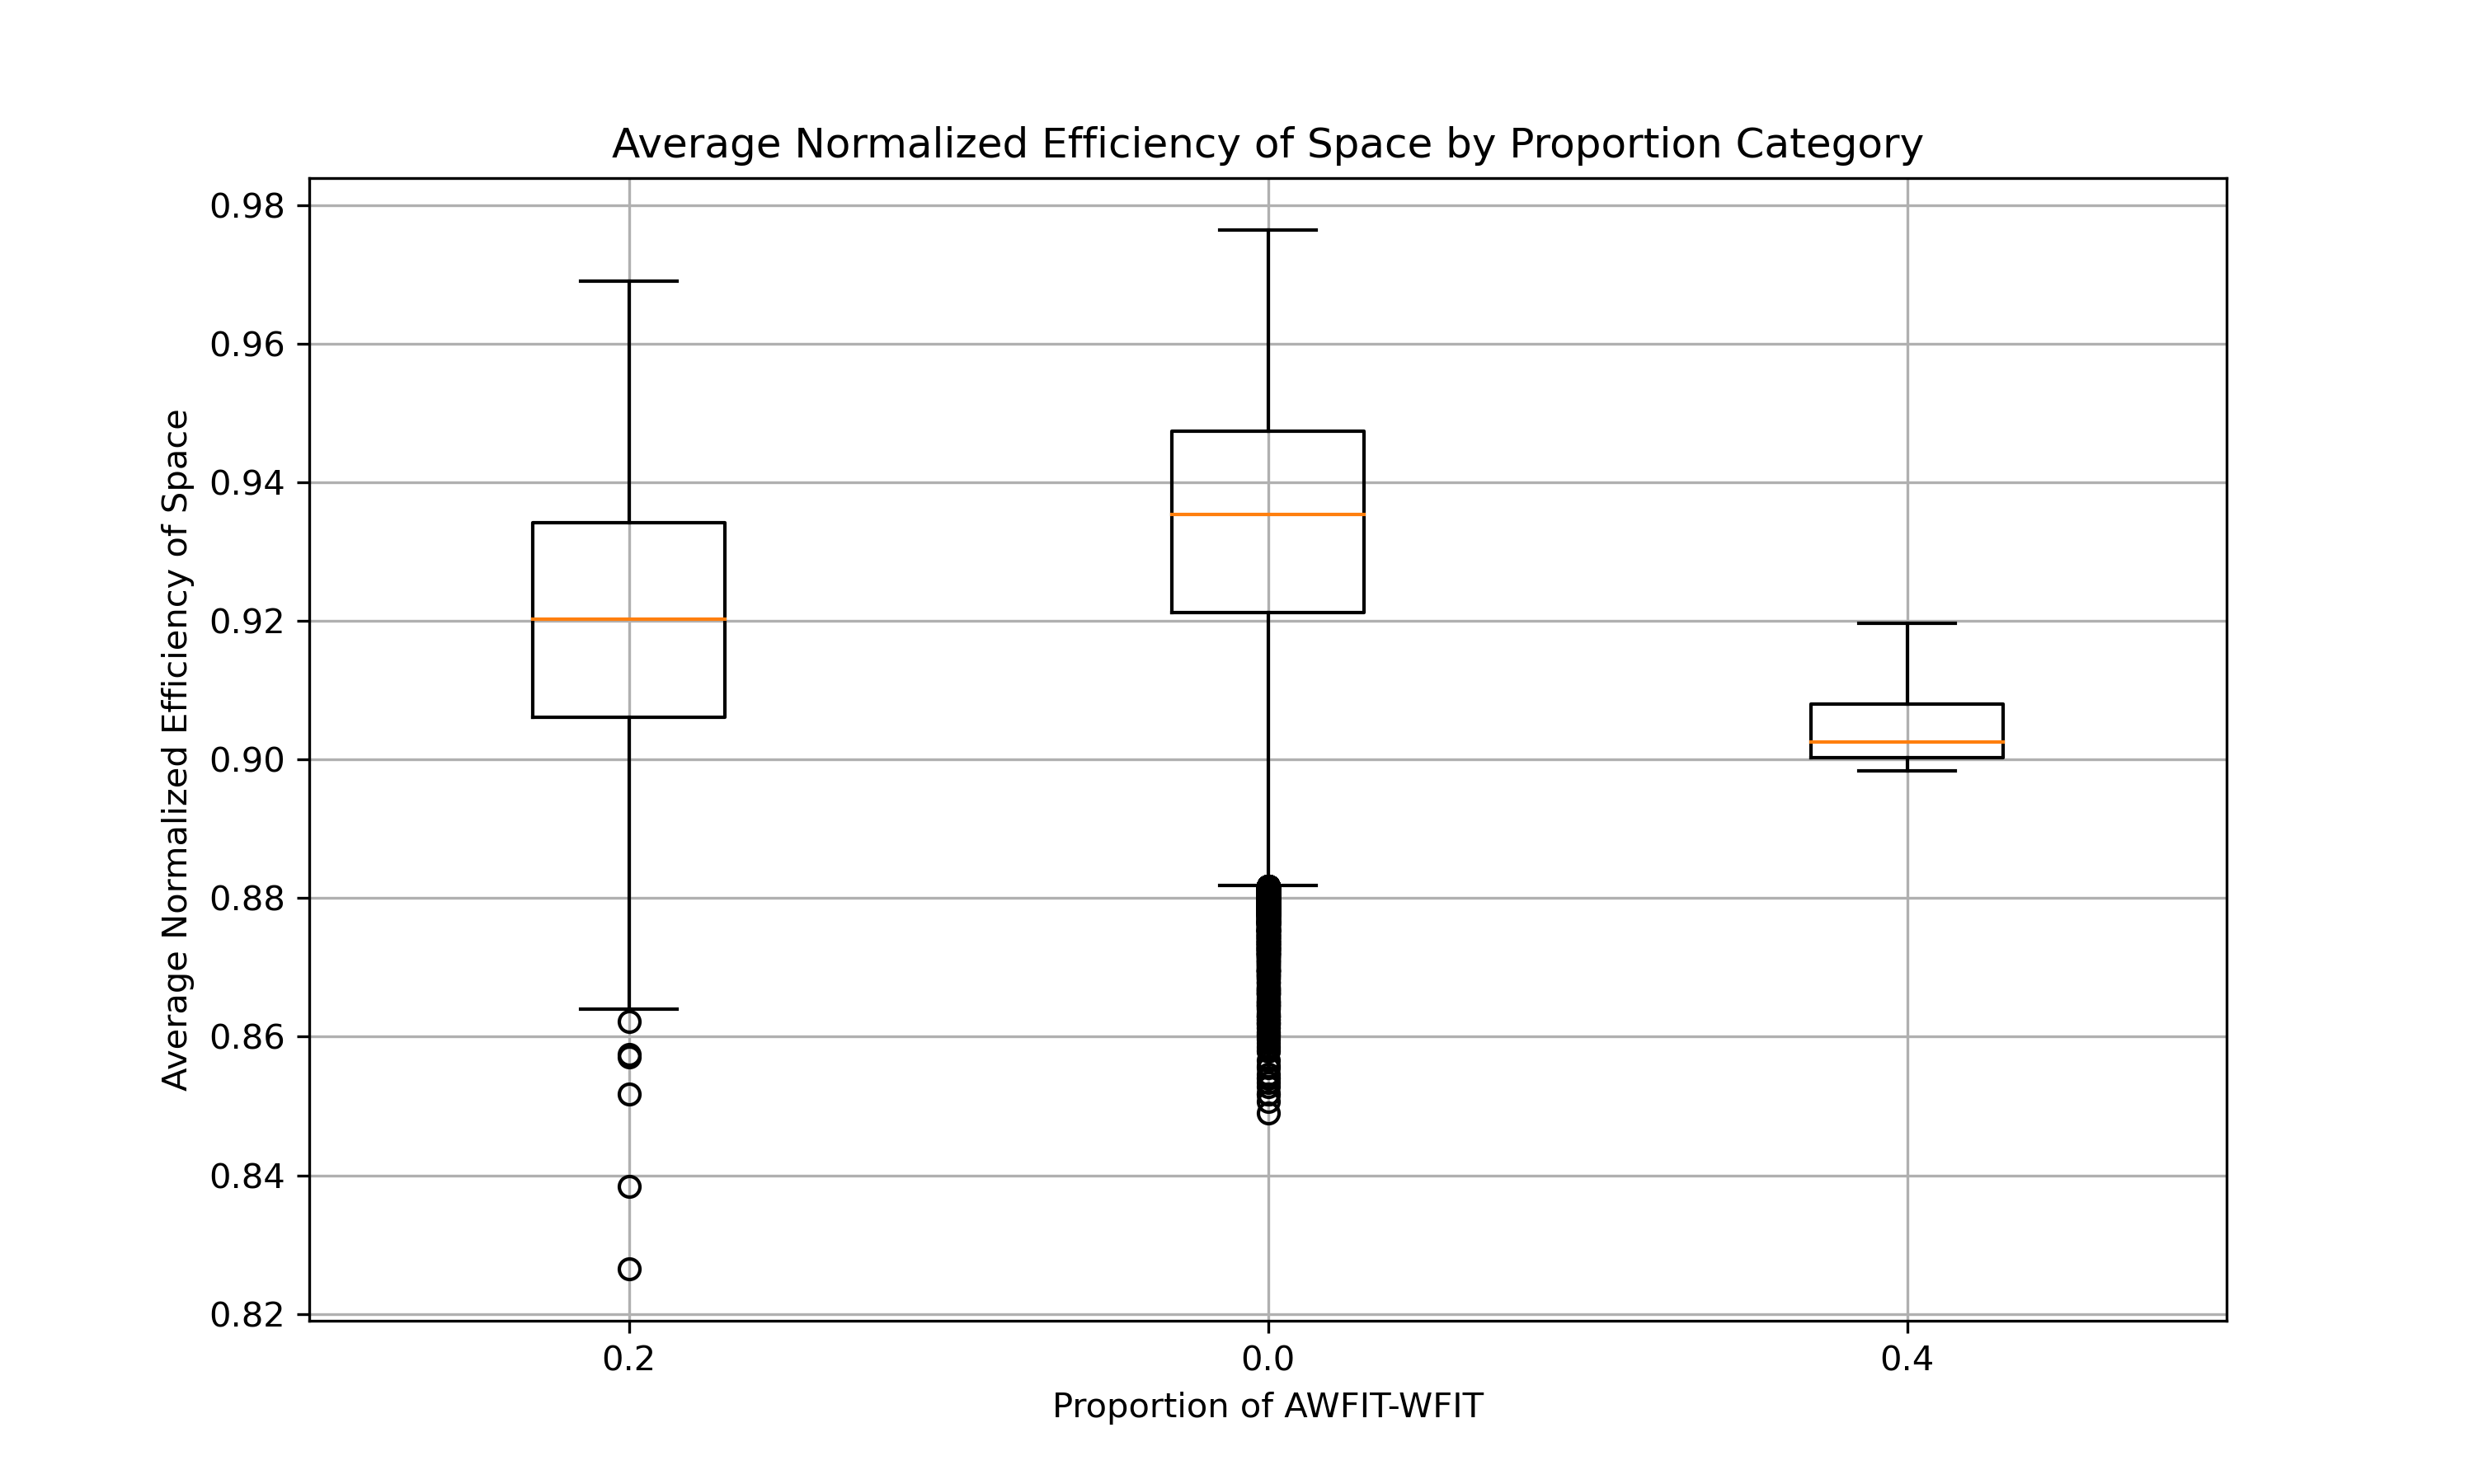 Average Normalized Efficiency of Space by Proportion Category
Average Normalized Efficiency of Space
0.98
0.96
0.94
0.92
0.90
0.88
0.86
0.84
0.82
0.2 0.0 0.4
Proportion of AWFIT-WFIT